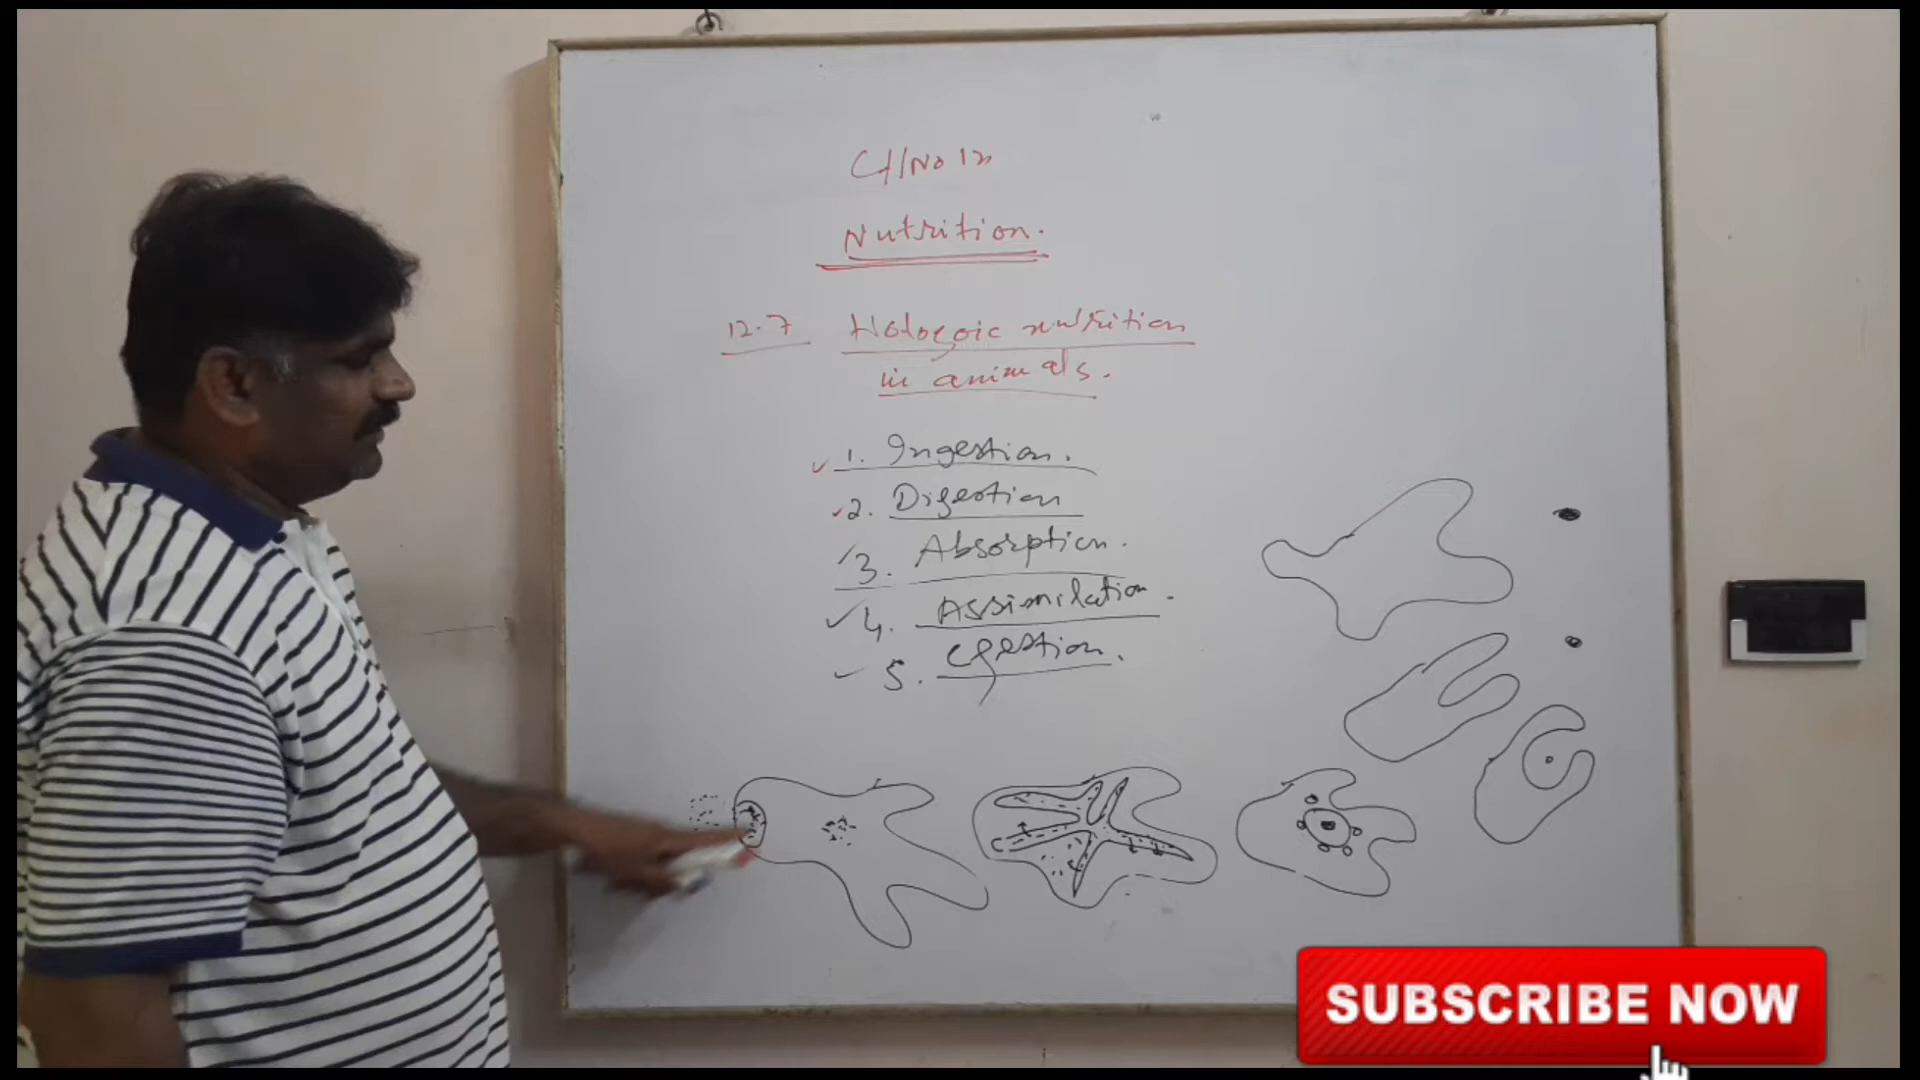 CH/No 12
Nutrition.
12.7 Holozoic nutrition
in animals.
1. Ingestion.
2. Digestion
3. Absorption.
4. Assimilation.
5. Egestion.
SUBSCRIBE NOW